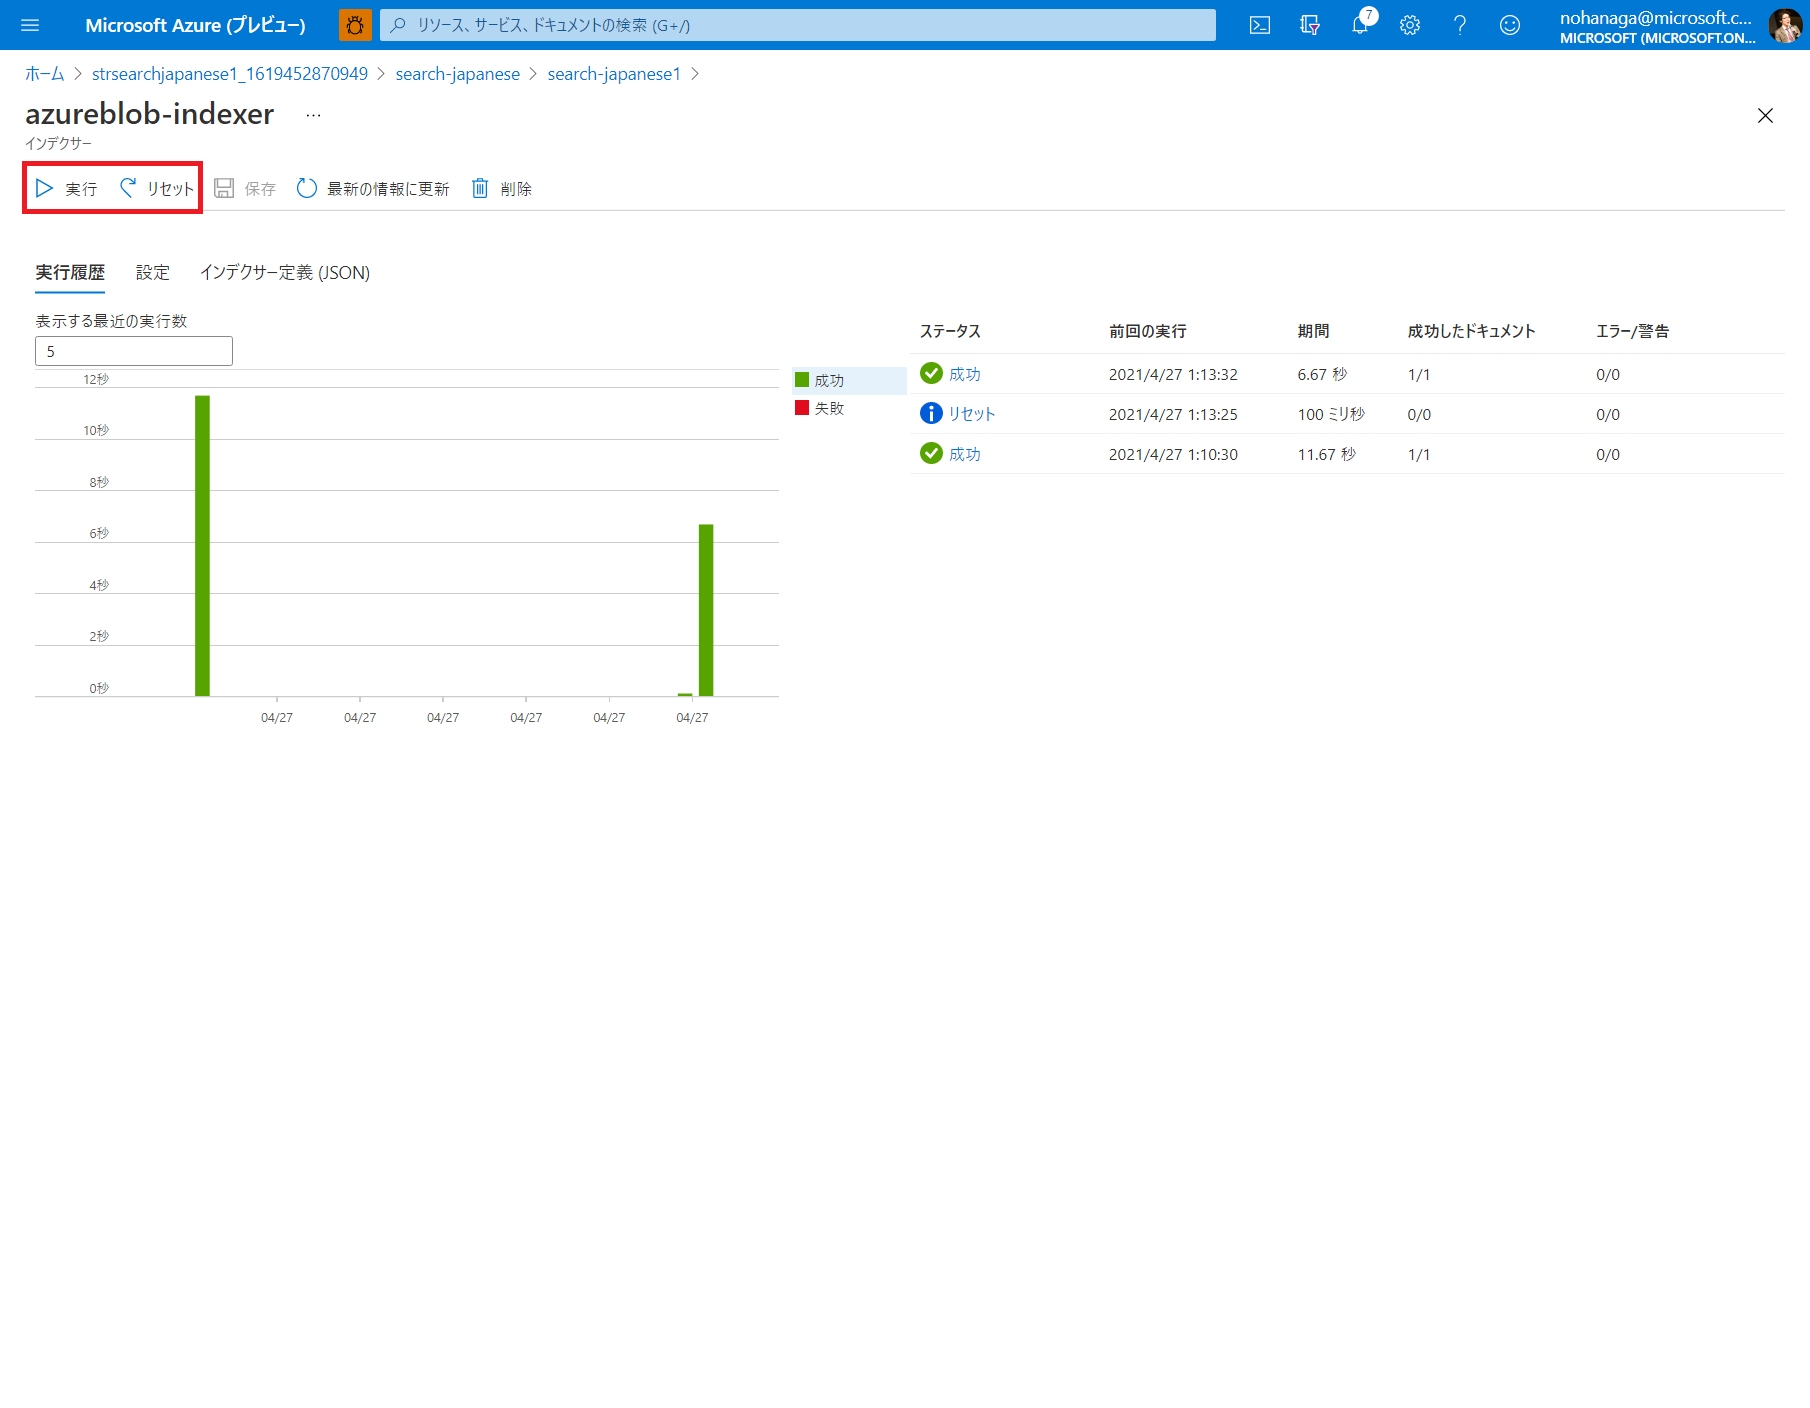 Microsoft Azure (プレビュー)
リソース、サービス、ドキュメントの検索 (G+/)
7
nohanaga@microsoft.c...
MICROSOFT (MICROSOFT.ON...
ホーム > strsearchjapanese1_1619452870949 > search-japanese > search-japanese1 >
azureblob-indexer ...
インデクサー
実行 リセット 保存 最新の情報に更新 削除
実行履歴 設定 インデクサー定義 (JSON)
表示する最近の実行数
5
12秒
10秒
8秒
6秒
4秒
2秒
0秒
04/27 04/27 04/27 04/27 04/27 04/27
成功
失敗
ステータス 前回の実行 期間 成功したドキュメント エラー/警告
成功 2021/4/27 1:13:32 6.67 秒 1/1 0/0
リセット 2021/4/27 1:13:25 100 ミリ秒 0/0 0/0
成功 2021/4/27 1:10:30 11.67 秒 1/1 0/0